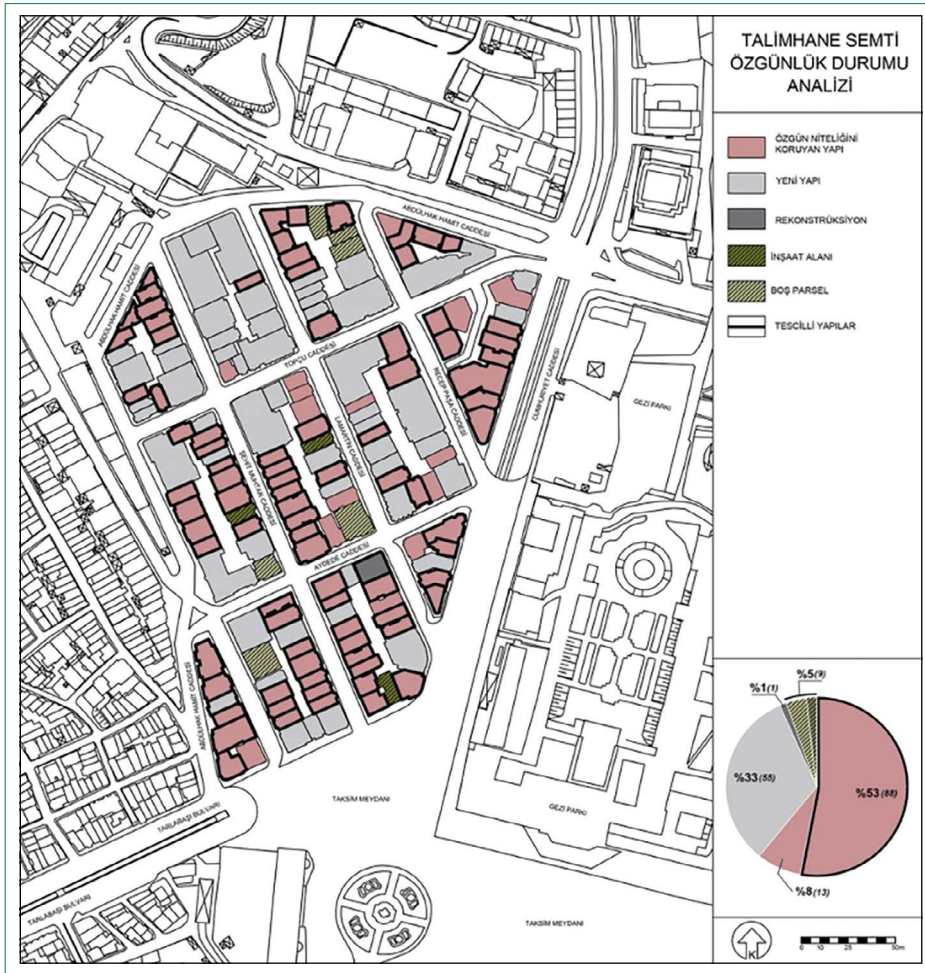 TALİMHANE SEMTİ
ÖZGÜNLÜK DURUMU
ANALİZİ
ÖZGÜN NİTELİĞİNİ
KORUYAN YAPI
YENİ YAPI
REKONSTRÜKSİYON
İNŞAAT ALANI
BOŞ PARSEL
TESCİLLİ YAPILAR
ABDÜLHAK HAMİT CADDESİ
ABDÜLHAK HAMİT CADDESİ
TOPÇU CADDESİ
RECEP PAŞA CADDESİ
CUMHURİYET CADDESİ
GEZİ PARKI
LAMARTİN CADDESİ
ŞEHİT MUHTAR CADDESİ
AYDEDE CADDESİ
ABDÜLHAK HAMİT CADDESİ
TAKSİM MEYDANI
GEZİ PARKI
TARLABAŞI BULVARI
TARLABAŞI BULVARI
TAKSİM MEYDANI
%1(1)
%5(9)
%33(55)
%53(88)
%8(13)
K
0 10 25 50m